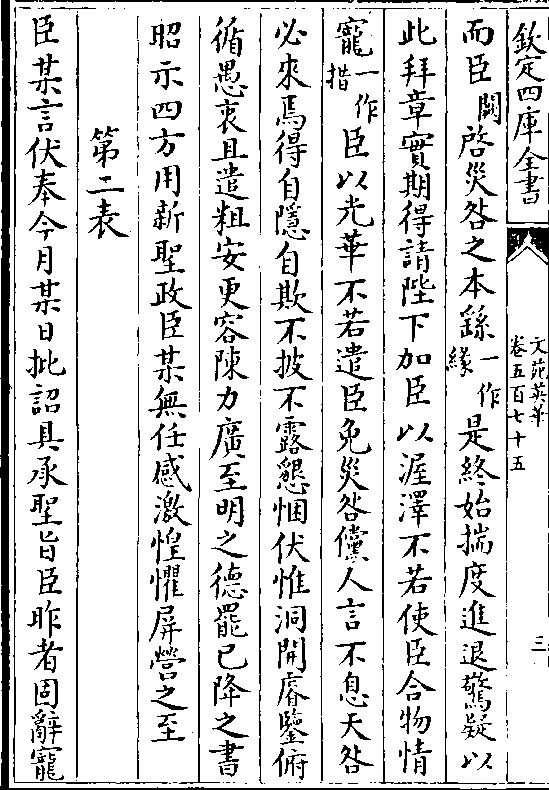 欽定四庫全書
文苑英華
卷五百七十五
三
而臣闕啓災咎之本繇一作緣是終始揣度進退驚疑以
此拜章實期得請陛下加臣以渥澤不若使臣合物情
寵一作措臣以光華不若遣臣免災咎儻人言不息天咎
必來焉得自隱自欺不披不露懇悃伏惟洞開睿鑒俯
循愚衷且遣粗安更容陳力廣至明之德罷已降之書
昭示四方用新聖政臣某無任感激惶懼屏營之至
第二表
臣某言伏奉今月某日批詔具承聖旨臣昨者固辭寵